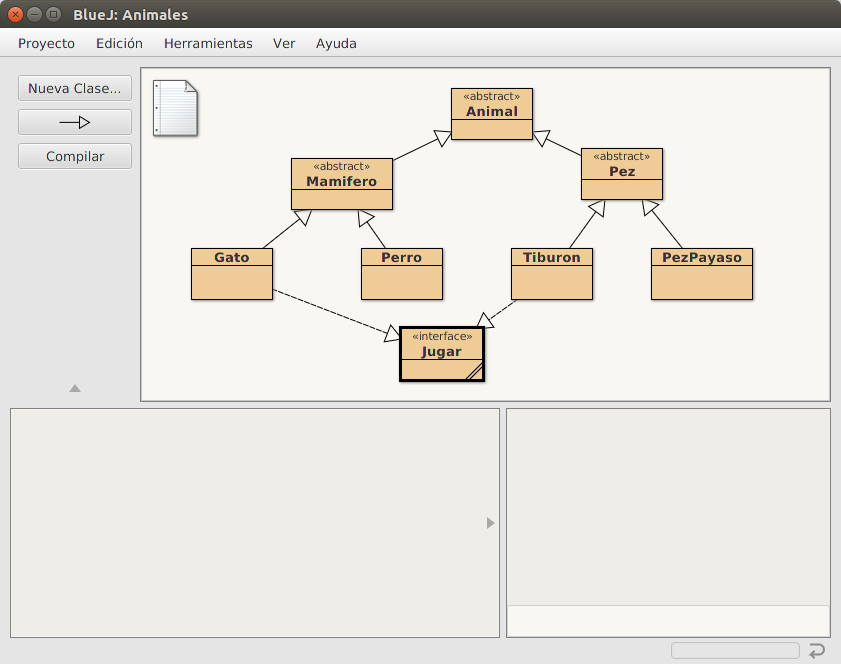 BlueJ: Animales
Proyecto Edición Herramientas Ver Ayuda
Nueva Clase...
Compilar
«abstract»
Animal
«abstract»
Mamifero
«abstract»
Pez
Gato
Perro
Tiburon
PezPayaso
«interface»
Jugar